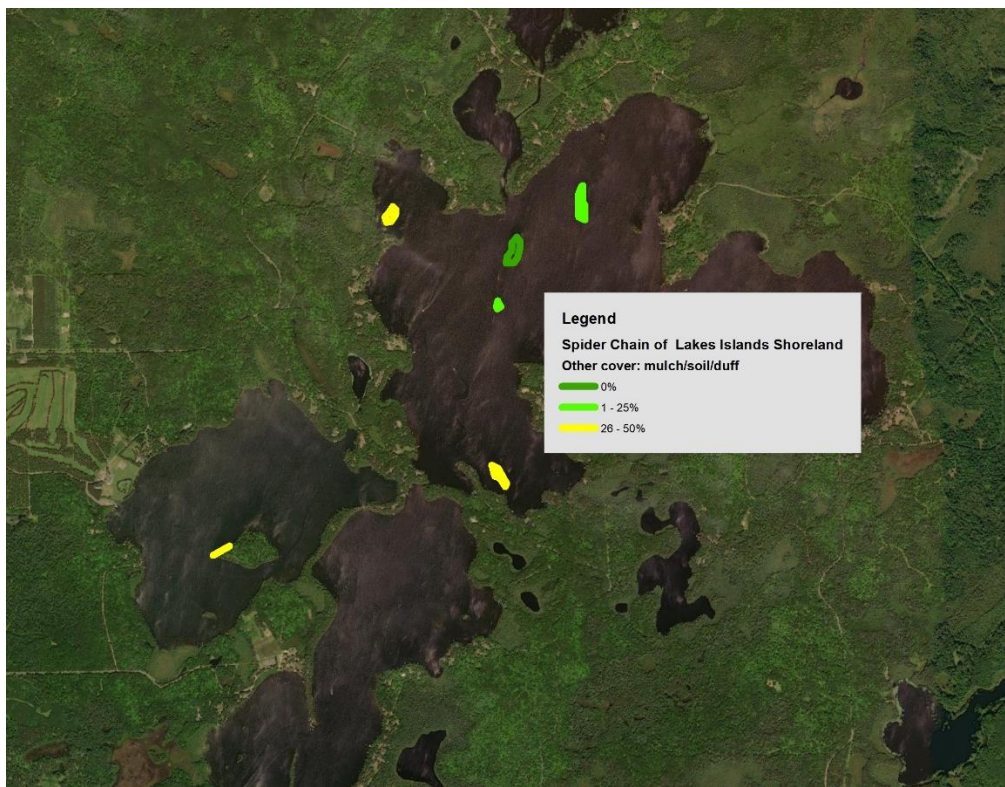 Legend
Spider Chain of Lakes Islands Shoreland
Other cover: mulch/soil/duff
0%
1 - 25%
26 - 50%